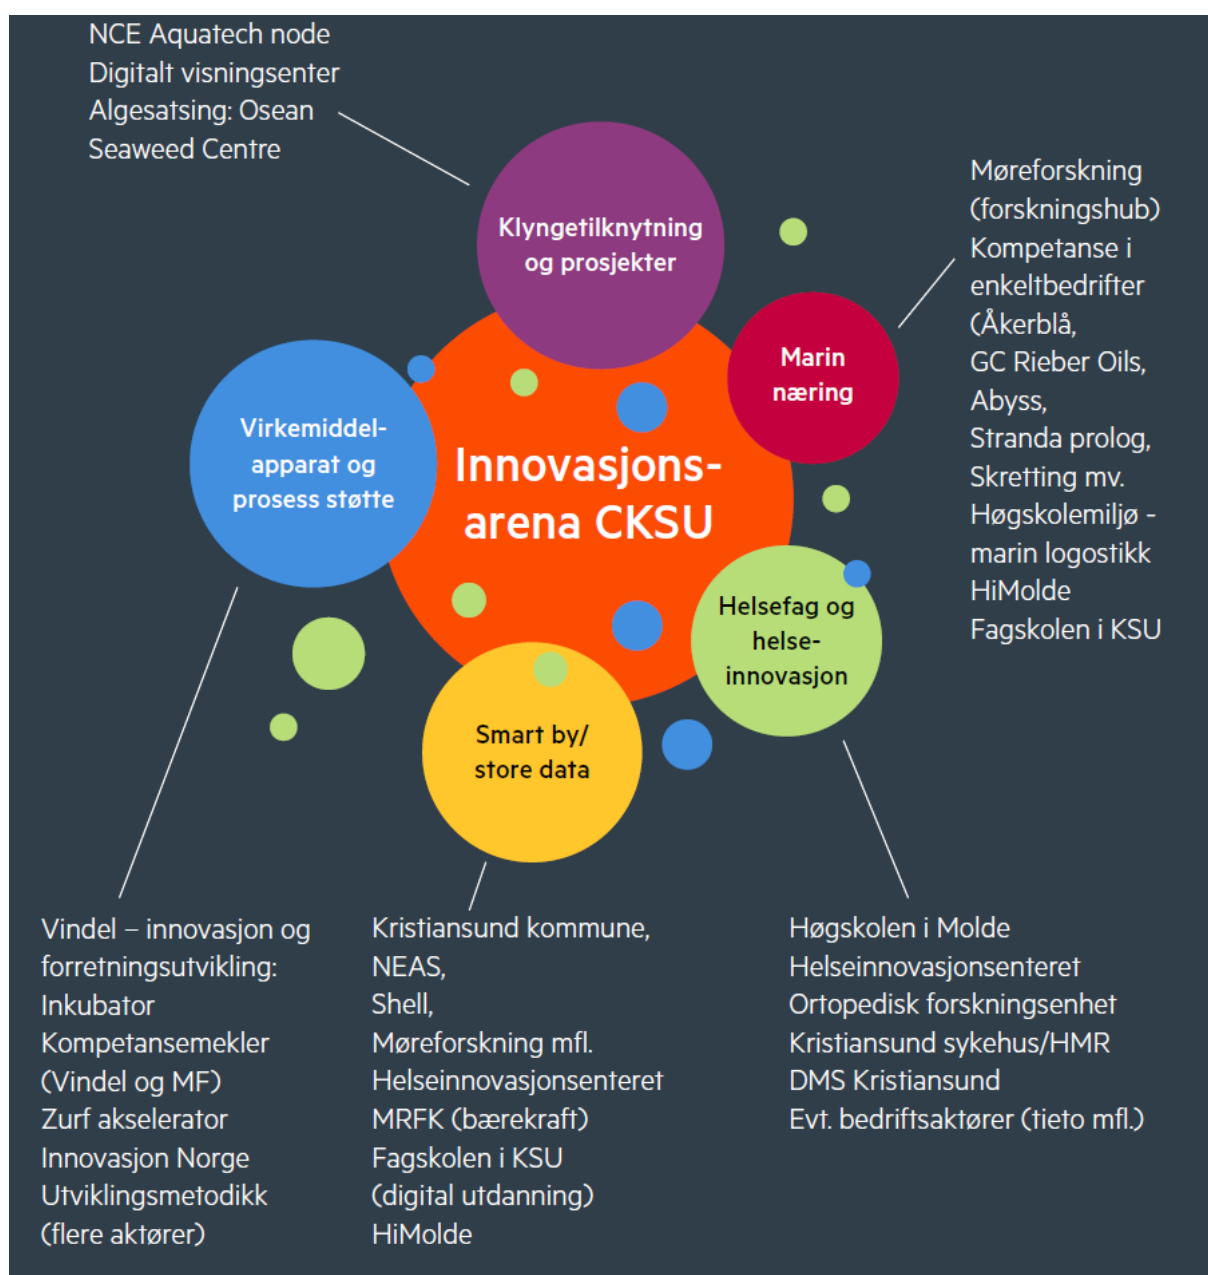 NCE Aquatech node
Digitalt visningsenter
Algesatsing: Osean
Seaweed Centre
Klyngetilknytning
og prosjekter
Møreforskning
(forskningshub)
Kompetanse i
enkeltbedrifter
(Åkerblå,
GC Rieber Oils,
Abyss,
Stranda prolog,
Skretting mv.
Høgskolemiljø -
marin logostikk
HiMolde
Fagskolen i KSU
Marin
næring
Virkemiddel-
apparat og
prosess støtte
Innovasjons-
arena CKSU
Helsefag og
helse-
innovasjon
Smart by/
store data
Vindel – innovasjon og
forretningsutvikling:
Inkubator
Kompetansemekler
(Vindel og MF)
Zurf akselerator
Innovasjon Norge
Utviklingsmetodikk
(flere aktører)
Kristiansund kommune,
NEAS,
Shell,
Møreforskning mfl.
Helseinnovasjonsenteret
MRFK (bærekraft)
Fagskolen i KSU
(digital utdanning)
HiMolde
Høgskolen i Molde
Helseinnovasjonsenteret
Ortopedisk forskningsenhet
Kristiansund sykehus/HMR
DMS Kristiansund
Evt. bedriftsaktører (tieto mfl.)